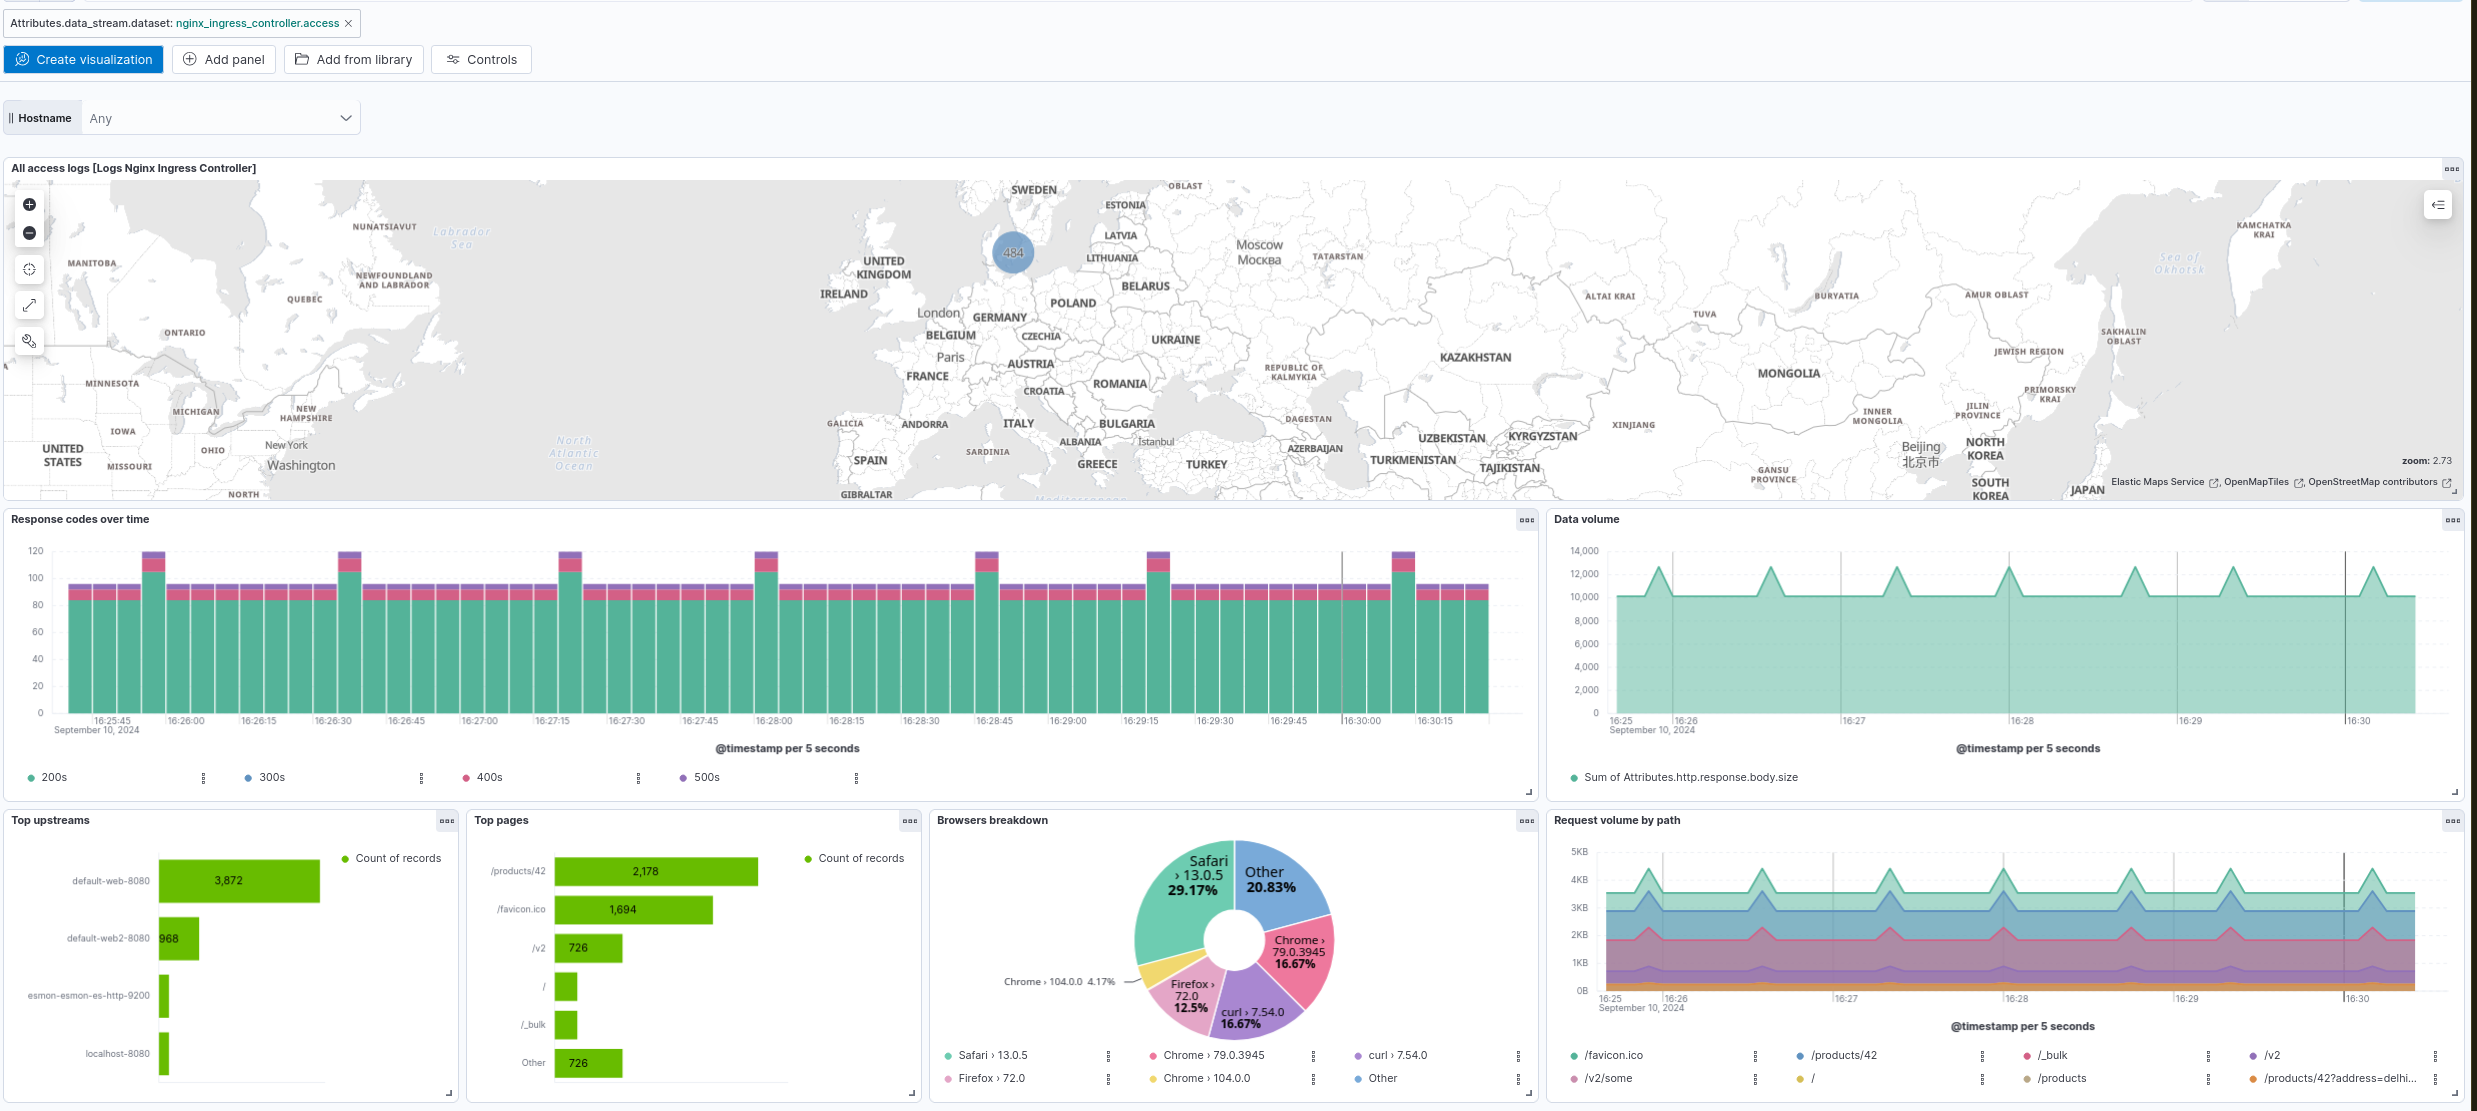 Attributes.data_stream.dataset: nginx_ingress_controller.access ×
Create visualization
Add panel
Add from library
Controls
Hostname
Any
All access logs [Logs Nginx Ingress Controller]
SWEDEN
OBLAST
ESTONIA
NUNATSIAVUT
Labrador
Sea
LATVIA
Moscow
Москва
KAMCHATKA
KRAI
484
MANITOBA
UNITED
KINGDOM
LITHUANIA
TATARSTAN
Sea of
Okhotsk
NEWFOUNDLAND
AND LABRADOR
IRELAND
BELARUS
QUEBEC
POLAND
ALTAI KRAI
BURYATIA
AMUR OBLAST
London
GERMANY
TUVA
ONTARIO
BELGIUM
CZECHIA
UKRAINE
SAKHALIN
OBLAST
Paris
AUSTRIA
KAZAKHSTAN
JEWISH REGION
FRANCE
REPUBLIC OF
KALMYKIA
MONGOLIA
MINNESOTA
CROATIA
ROMANIA
PRIMORSKY
KRAI
MICHIGAN
NEW
HAMPSHIRE
GALICIA
ANDORRA
ITALY
BULGARIA
DAGESTAN
XINJIANG
INNER
MONGOLIA
JILIN
PROVINCE
IOWA
New York
North
Atlantic
Ocean
ALBANIA
Istanbul
AZERBAIJAN
UZBEKISTAN
KYRGYZSTAN
Beijing
北京市
NORTH
KOREA
UNITED
STATES
OHIO
MISSOURI
Washington
SPAIN
SARDINIA
GREECE
TURKEY
TURKMENISTAN
TAJIKISTAN
GANSU
PROVINCE
SOUTH
KOREA
JAPAN
NORTH
GIBRALTAR
Mediterranean
zoom: 2.73
Elastic Maps Service , OpenMapTiles , OpenStreetMap contributors
Response codes over time
120
100
80
60
40
20
0
16:25:45 16:26:00 16:26:15 16:26:30 16:26:45 16:27:00 16:27:15 16:27:30 16:27:45 16:28:00 16:28:15 16:28:30 16:28:45 16:29:00 16:29:15 16:29:30 16:29:45 16:30:00 16:30:15
September 10, 2024
@timestamp per 5 seconds
200s 300s 400s 500s
Data volume
14,000
12,000
10,000
8,000
6,000
4,000
2,000
0
16:25 16:26 16:27 16:28 16:29 16:30
September 10, 2024
@timestamp per 5 seconds
Sum of Attributes.http.response.body.size
Top upstreams
Count of records
default-web-8080 3,872
default-web2-8080 968
esmon-esmon-es-http-9200
localhost-8080
Top pages
Count of records
/products/42 2,178
/favicon.ico 1,694
/v2 726
/
/_bulk
Other 726
Browsers breakdown
Safari
› 13.0.5
29.17%
Other
20.83%
Chrome ›
79.0.3945
16.67%
Chrome › 104.0.0 4.17%
Firefox ›
72.0
12.5%
curl › 7.54.0
16.67%
Safari › 13.0.5 Chrome › 79.0.3945 curl › 7.54.0
Firefox › 72.0 Chrome › 104.0.0 Other
Request volume by path
5KB
4KB
3KB
2KB
1KB
0B
16:25 16:26 16:27 16:28 16:29 16:30
September 10, 2024
@timestamp per 5 seconds
/favicon.ico /products/42 /_bulk /v2
/v2/some / /products /products/42?address=delhi...